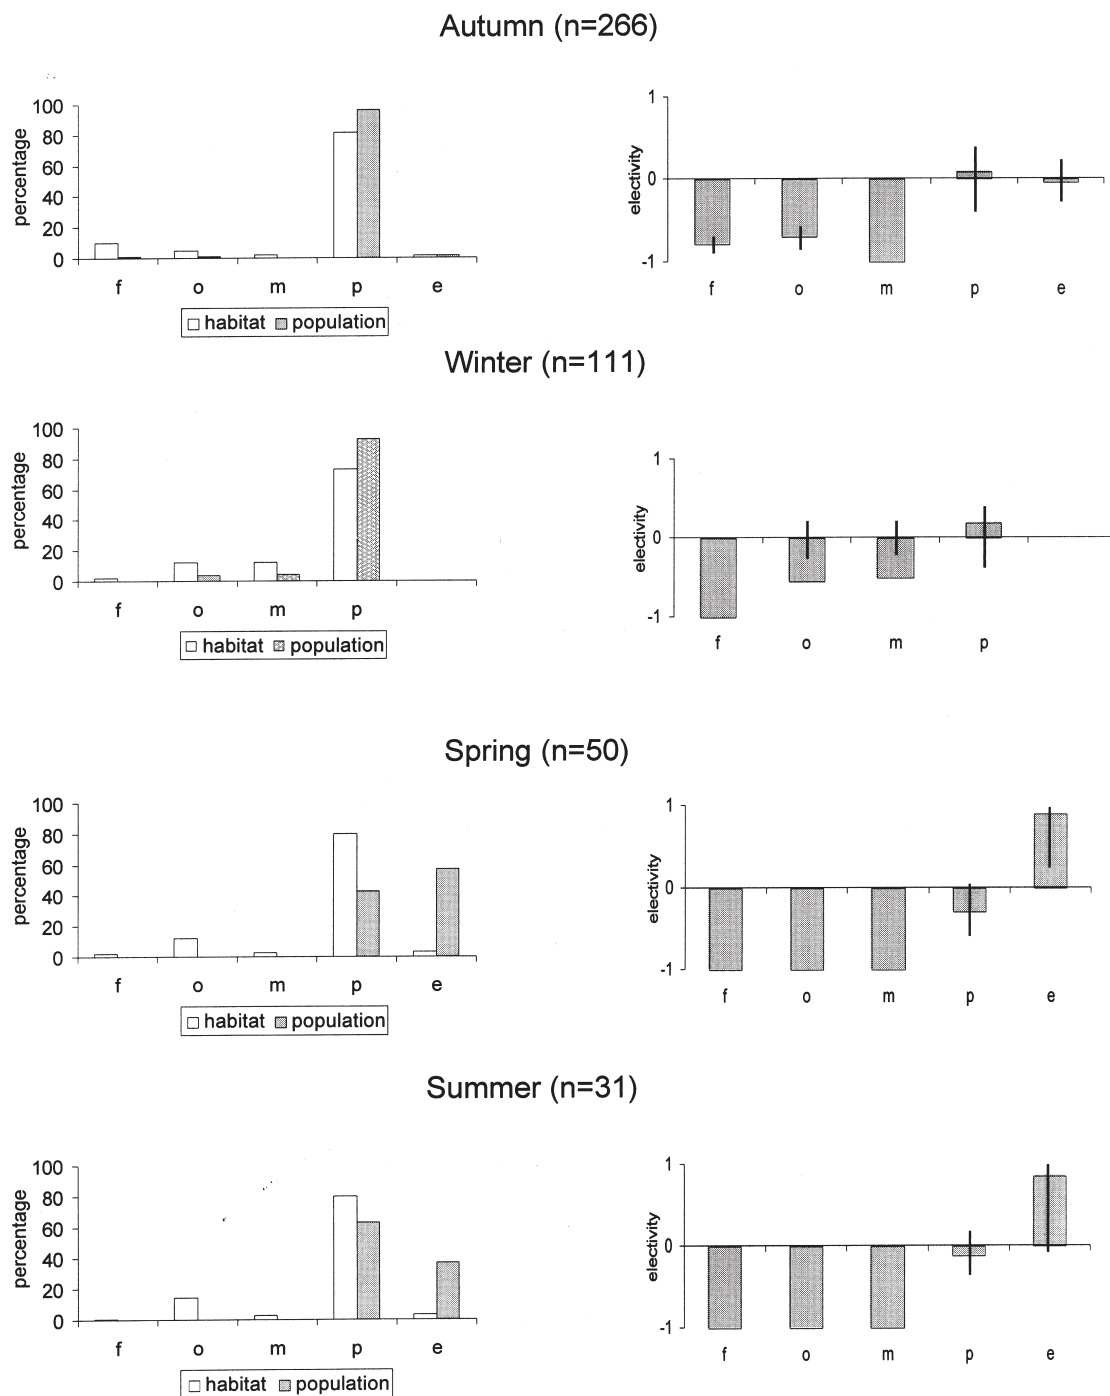 Autumn (n=266)
percentage
100
80
60
40
20
0
f o m p e
habitat population
electivity
1
0
-1
f o m p e
Winter (n=111)
percentage
100
80
60
40
20
0
f o m p
habitat population
electivity
1
0
-1
f o m p
Spring (n=50)
percentage
100
80
60
40
20
0
f o m p e
habitat population
electivity
1
0
-1
f o m p e
Summer (n=31)
percentage
100
80
60
40
20
0
f o m p e
habitat population
electivity
1
0
-1
f o m p e